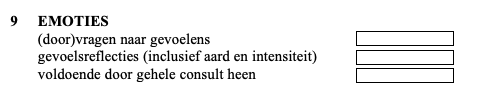 9 EMOTIES
(door)vragen naar gevoelens
gevoelsreflecties (inclusief aard en intensiteit)
voldoende door gehele consult heen